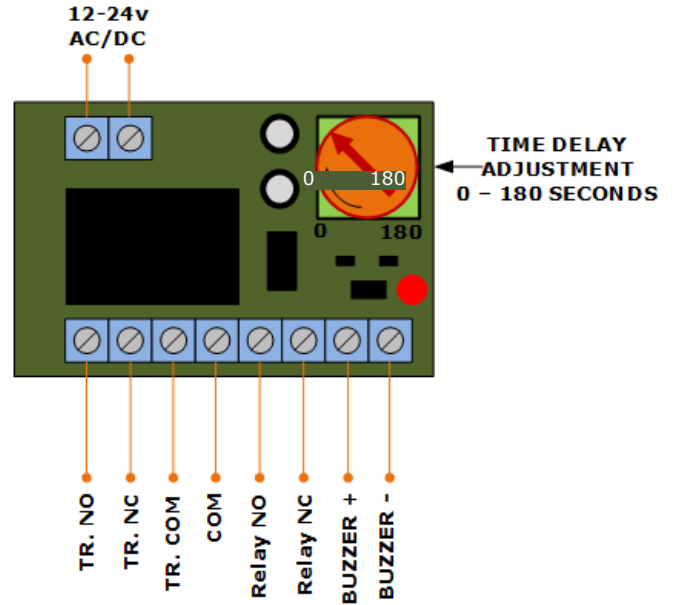 12-24v
AC/DC
TIME DELAY
ADJUSTMENT
0 – 180 SECONDS
0 180
0 180
TR. NO
TR. NC
TR. COM
COM
Relay NO
Relay NC
BUZZER +
BUZZER -